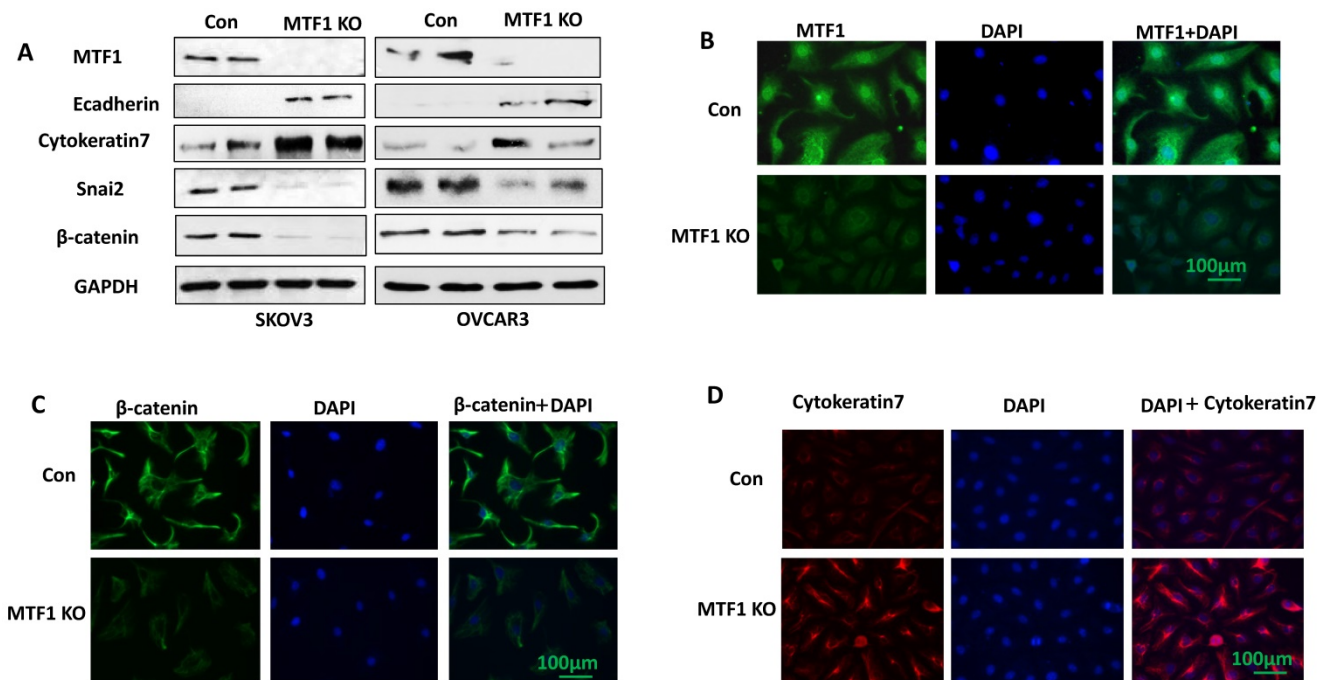 A
Con MTF1 KO Con MTF1 KO
MTF1
Ecadherin
Cytokeratin7
Snai2
β-catenin
GAPDH
SKOV3 OVCAR3
B
MTF1 DAPI MTF1+DAPI
Con
MTF1 KO
100μm
C
β-catenin DAPI β-catenin+DAPI
Con
MTF1 KO
100μm
D
Cytokeratin7 DAPI DAPI+Cytokeratin7
Con
MTF1 KO
100μm